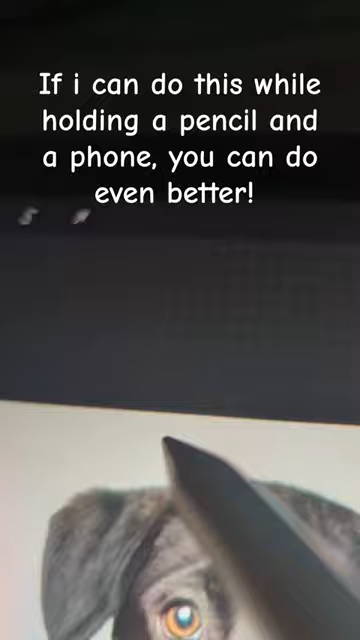 If i can do this while
holding a pencil and
a phone, you can do
even better!